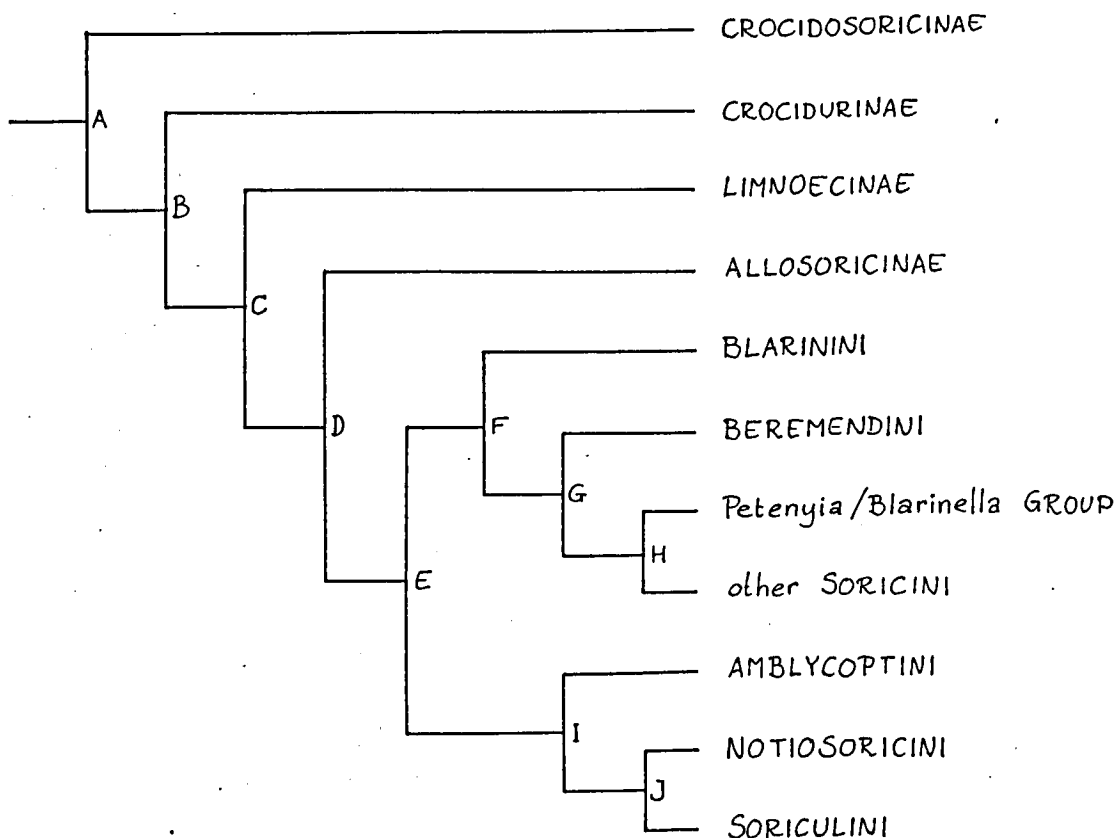 CROCIDOSORICINAE
A
CROCIDURINAE
B
LIMNOECINAE
C
ALLOSORICINAE
D
BLARININI
F
BEREMENDINI
G
Petenyia/Blarinella GROUP
H
other SORICINI
E
AMBLYCOPTINI
I
NOTIOSORICINI
J
SORICULINI